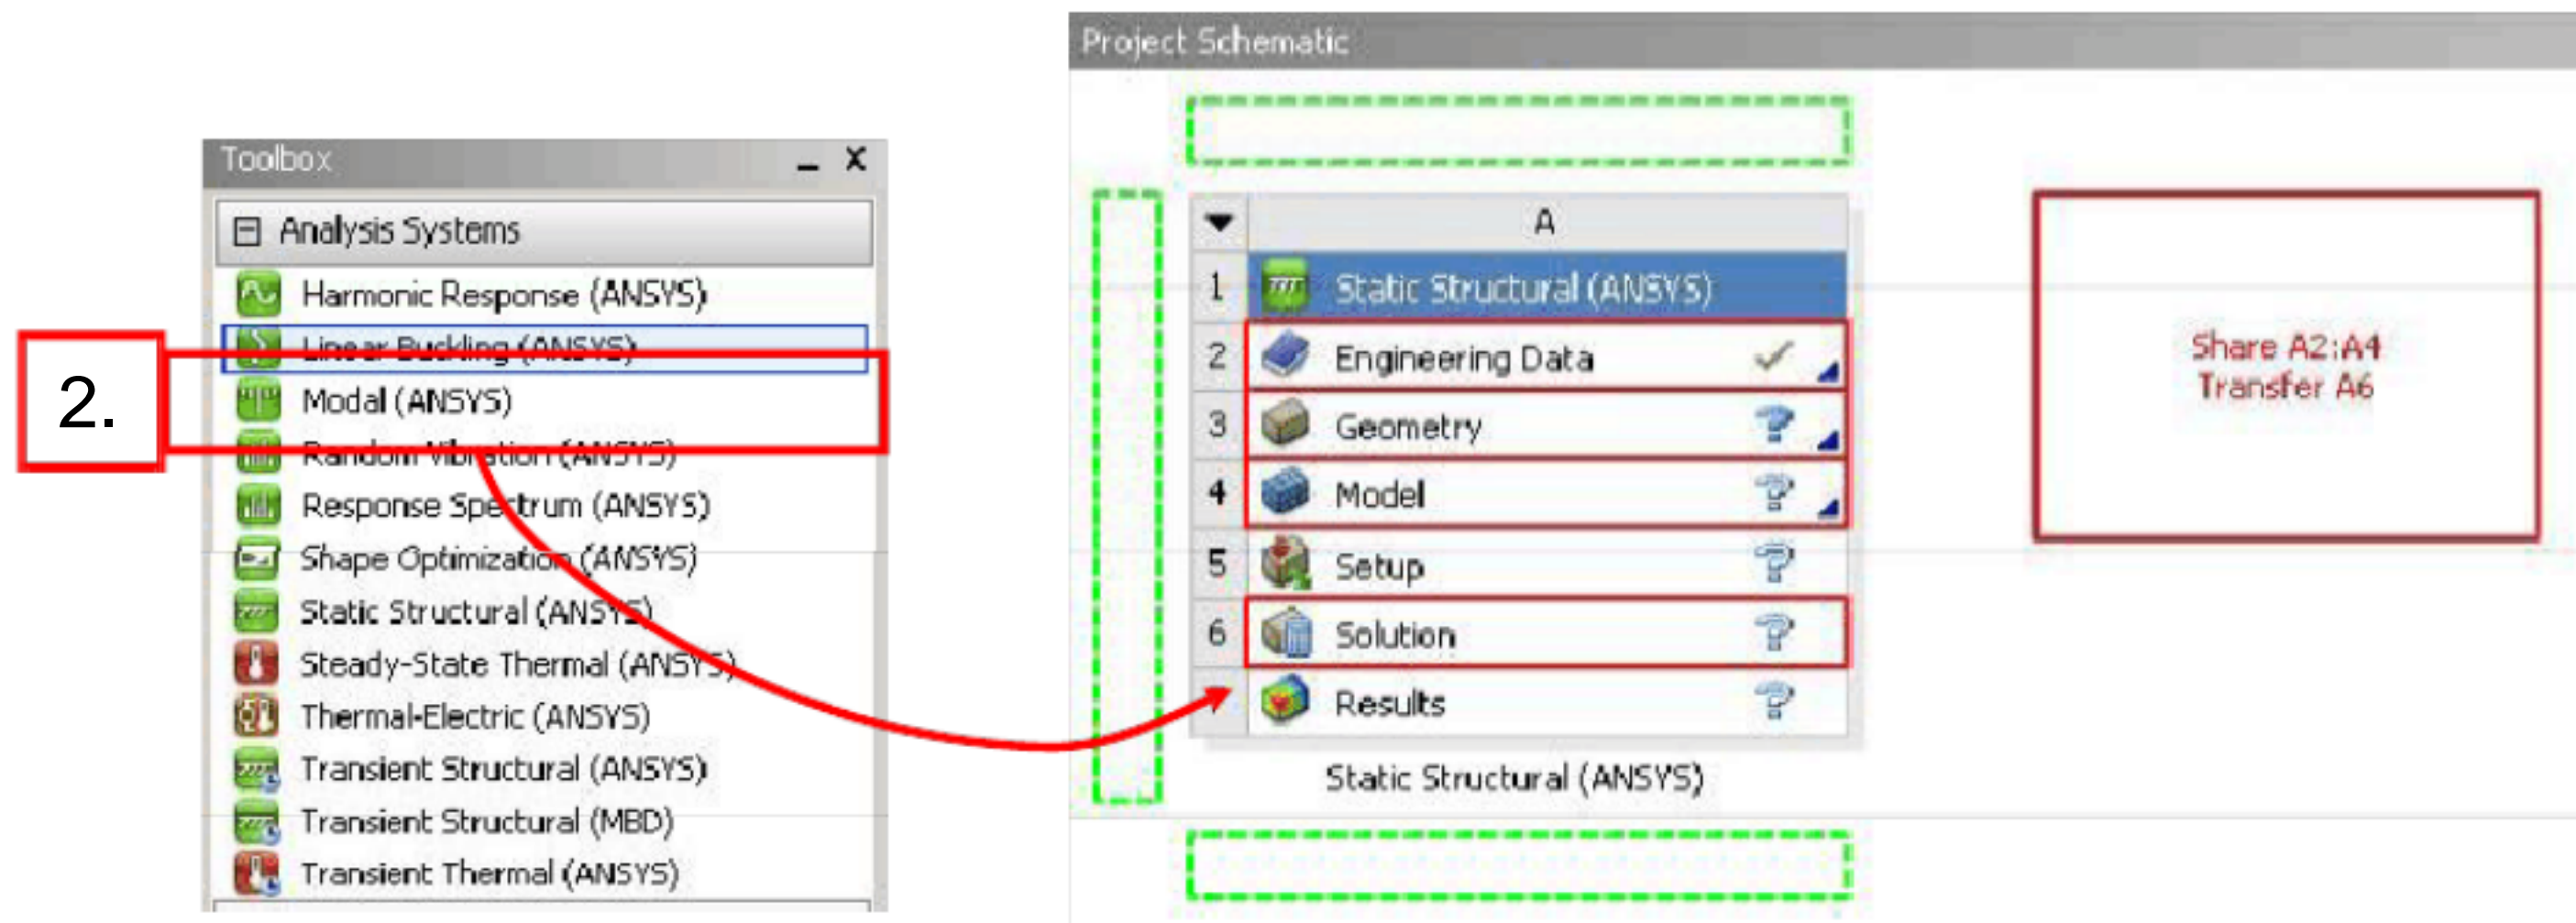 Project Schematic
Toolbox
Analysis Systems
Harmonic Response (ANSYS)
Linear Buckling (ANSYS)
2.
Modal (ANSYS)
Random Vibration (ANSYS)
Response Spectrum (ANSYS)
Shape Optimization (ANSYS)
Static Structural (ANSYS)
Steady-State Thermal (ANSYS)
Thermal-Electric (ANSYS)
Transient Structural (ANSYS)
Transient Structural (MBD)
Transient Thermal (ANSYS)
A
1 Static Structural (ANSYS)
2 Engineering Data
3 Geometry
4 Model
5 Setup
6 Solution
Results
Static Structural (ANSYS)
Share A2:A4
Transfer A6